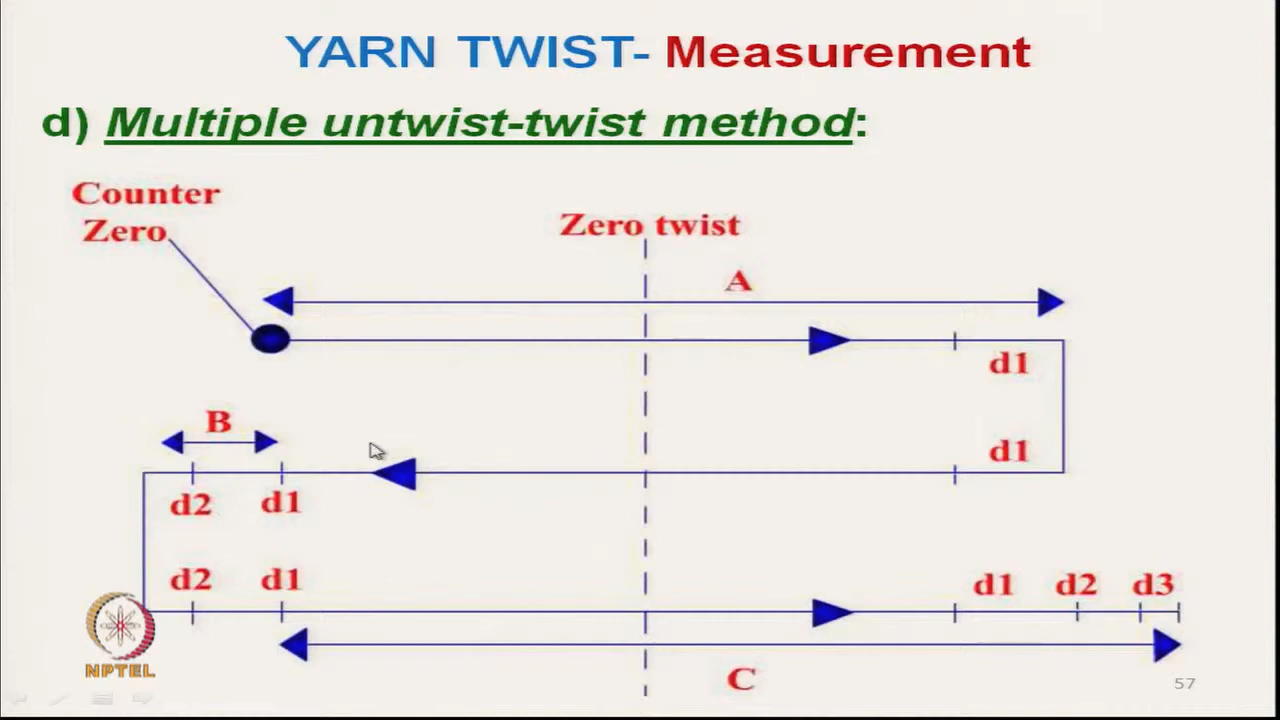 YARN TWIST- Measurement
d) Multiple untwist-twist method:
Counter
Zero
Zero twist
A
d1
B
d1
d2 d1
d2 d1
d1 d2 d3
C
NPTEL
57